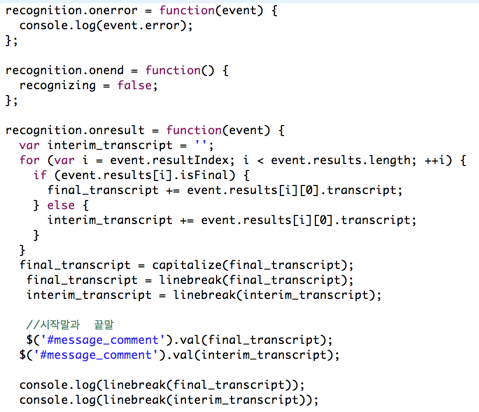 recognition.onerror = function(event) {
  console.log(event.error);
};

recognition.onend = function() {
  recognizing = false;
};

recognition.onresult = function(event) {
  var interim_transcript = '';
  for (var i = event.resultIndex; i < event.results.length; ++i) {
    if (event.results[i].isFinal) {
      final_transcript += event.results[i][0].transcript;
    } else {
      interim_transcript += event.results[i][0].transcript;
    }
  }
  final_transcript = capitalize(final_transcript);
   final_transcript = linebreak(final_transcript);
   interim_transcript = linebreak(interim_transcript);

   //시작말과  끝말
   $('#message_comment').val(final_transcript);
  $('#message_comment').val(interim_transcript);

  console.log(linebreak(final_transcript));
  console.log(linebreak(interim_transcript));